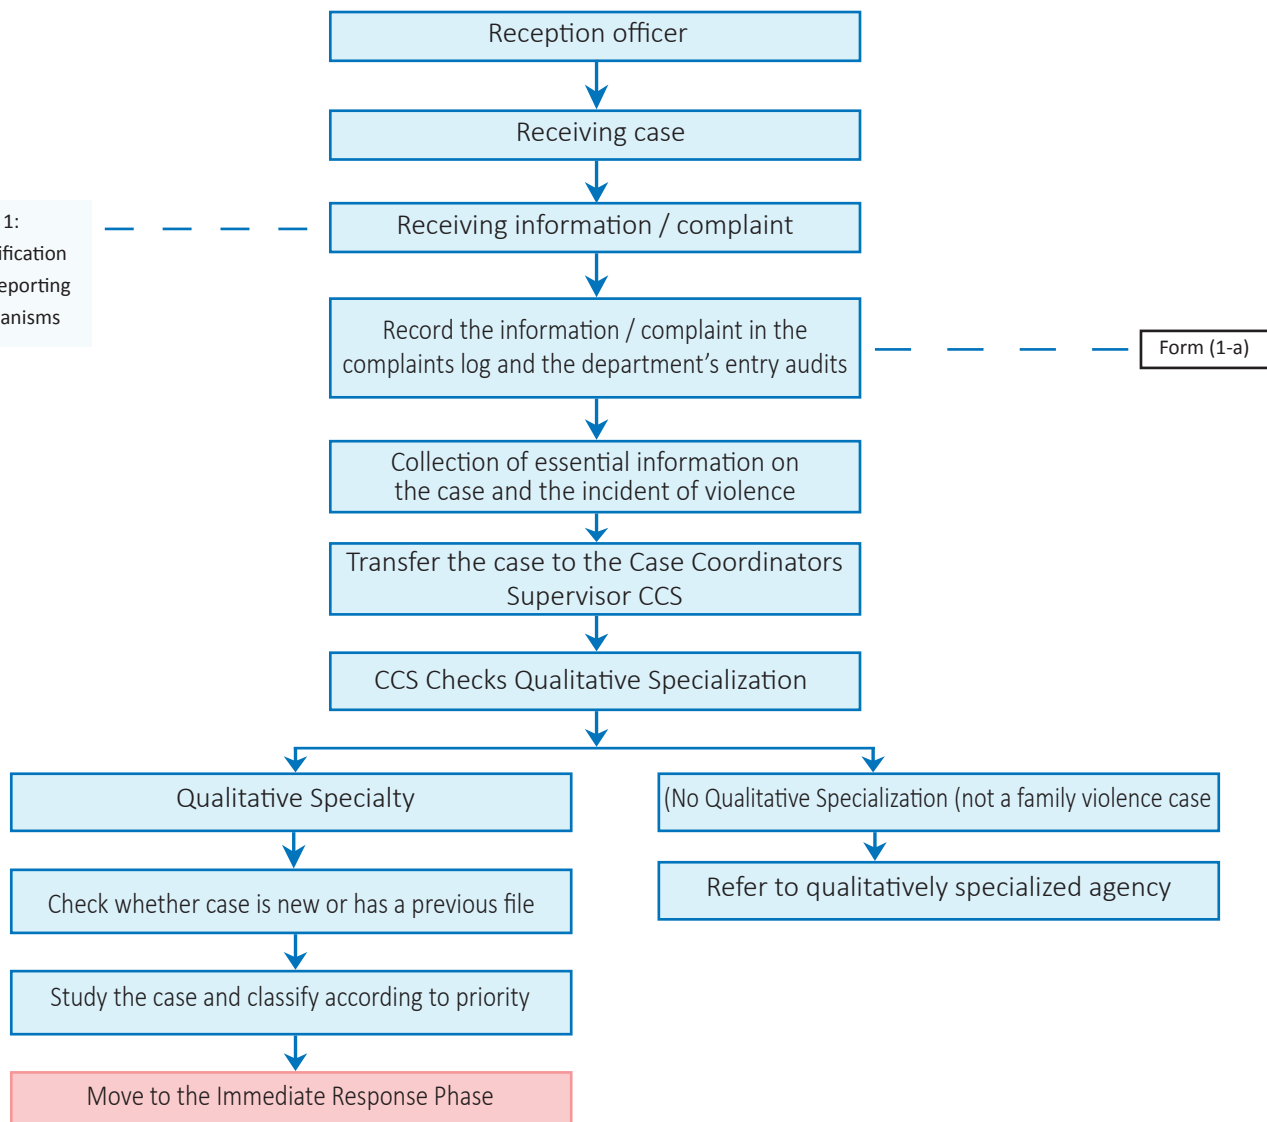 Reception officer
Receiving case
1:
Receiving information / complaint
Record the information / complaint in the
complaints log and the department’s entry audits
Form (1-a)
Collection of essential information on
the case and the incident of violence
Transfer the case to the Case Coordinators
Supervisor CCS
CCS Checks Qualitative Specialization
Qualitative Specialty
(No Qualitative Specialization (not a family violence case
Check whether case is new or has a previous file
Refer to qualitatively specialized agency
Study the case and classify according to priority
Move to the Immediate Response Phase